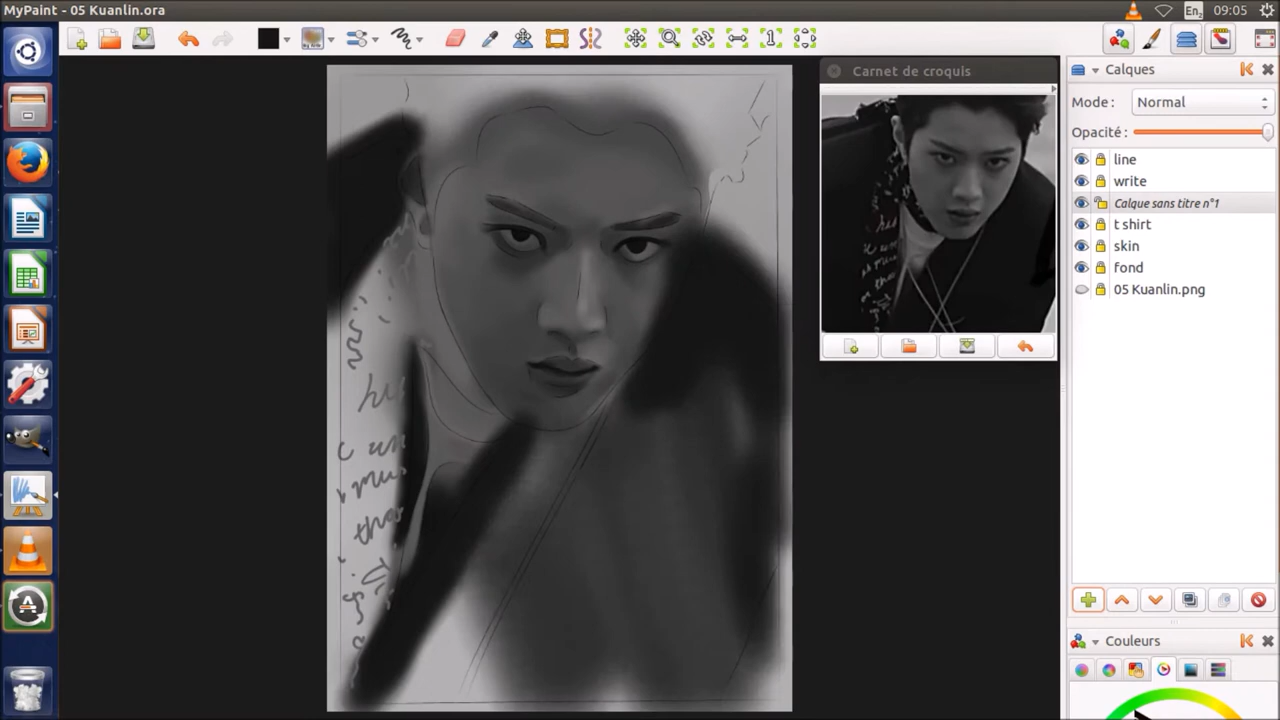 MyPaint - 05 Kuanlin.ora
En₂
09:05
Carnet de croquis
Calques
Mode :
Normal
Opacité :
line
write
Calque sans titre n°1
t shirt
skin
fond
05 Kuanlin.png
Couleurs